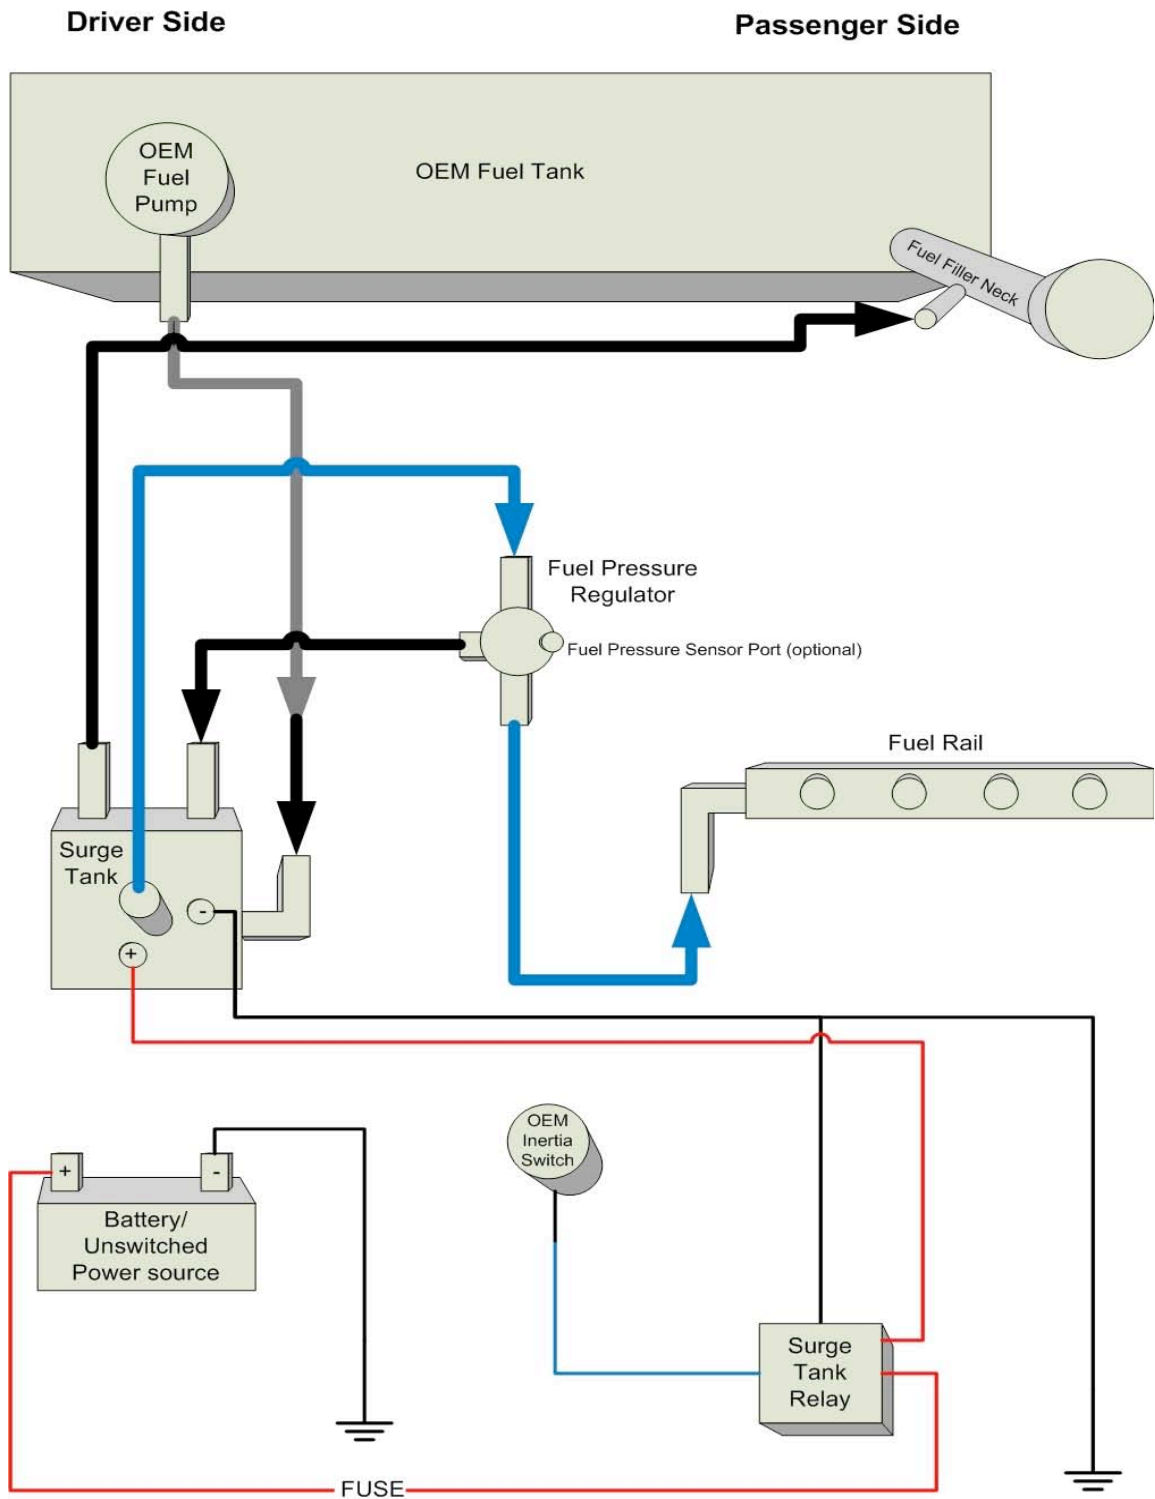 Driver Side
Passenger Side
OEM
Fuel
Pump
OEM Fuel Tank
Fuel Filler Neck
Fuel Pressure
Regulator
Fuel Pressure Sensor Port (optional)
Fuel Rail
Surge
Tank
-
+
OEM
Inertia
Switch
+
-
Battery/
Unswitched
Power source
Surge
Tank
Relay
FUSE